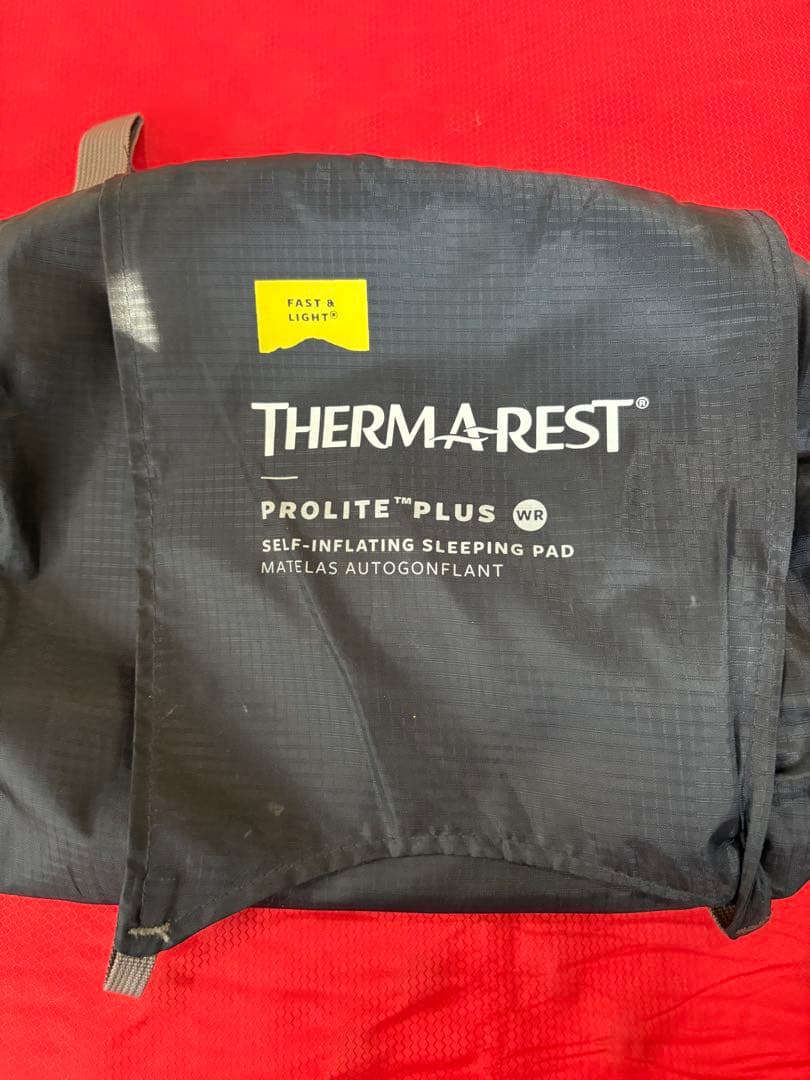 FAST &
LIGHT®
THERM-A-REST®
PROLITE™ PLUS WR
SELF-INFLATING SLEEPING PAD
MATELAS AUTOGONFLANT